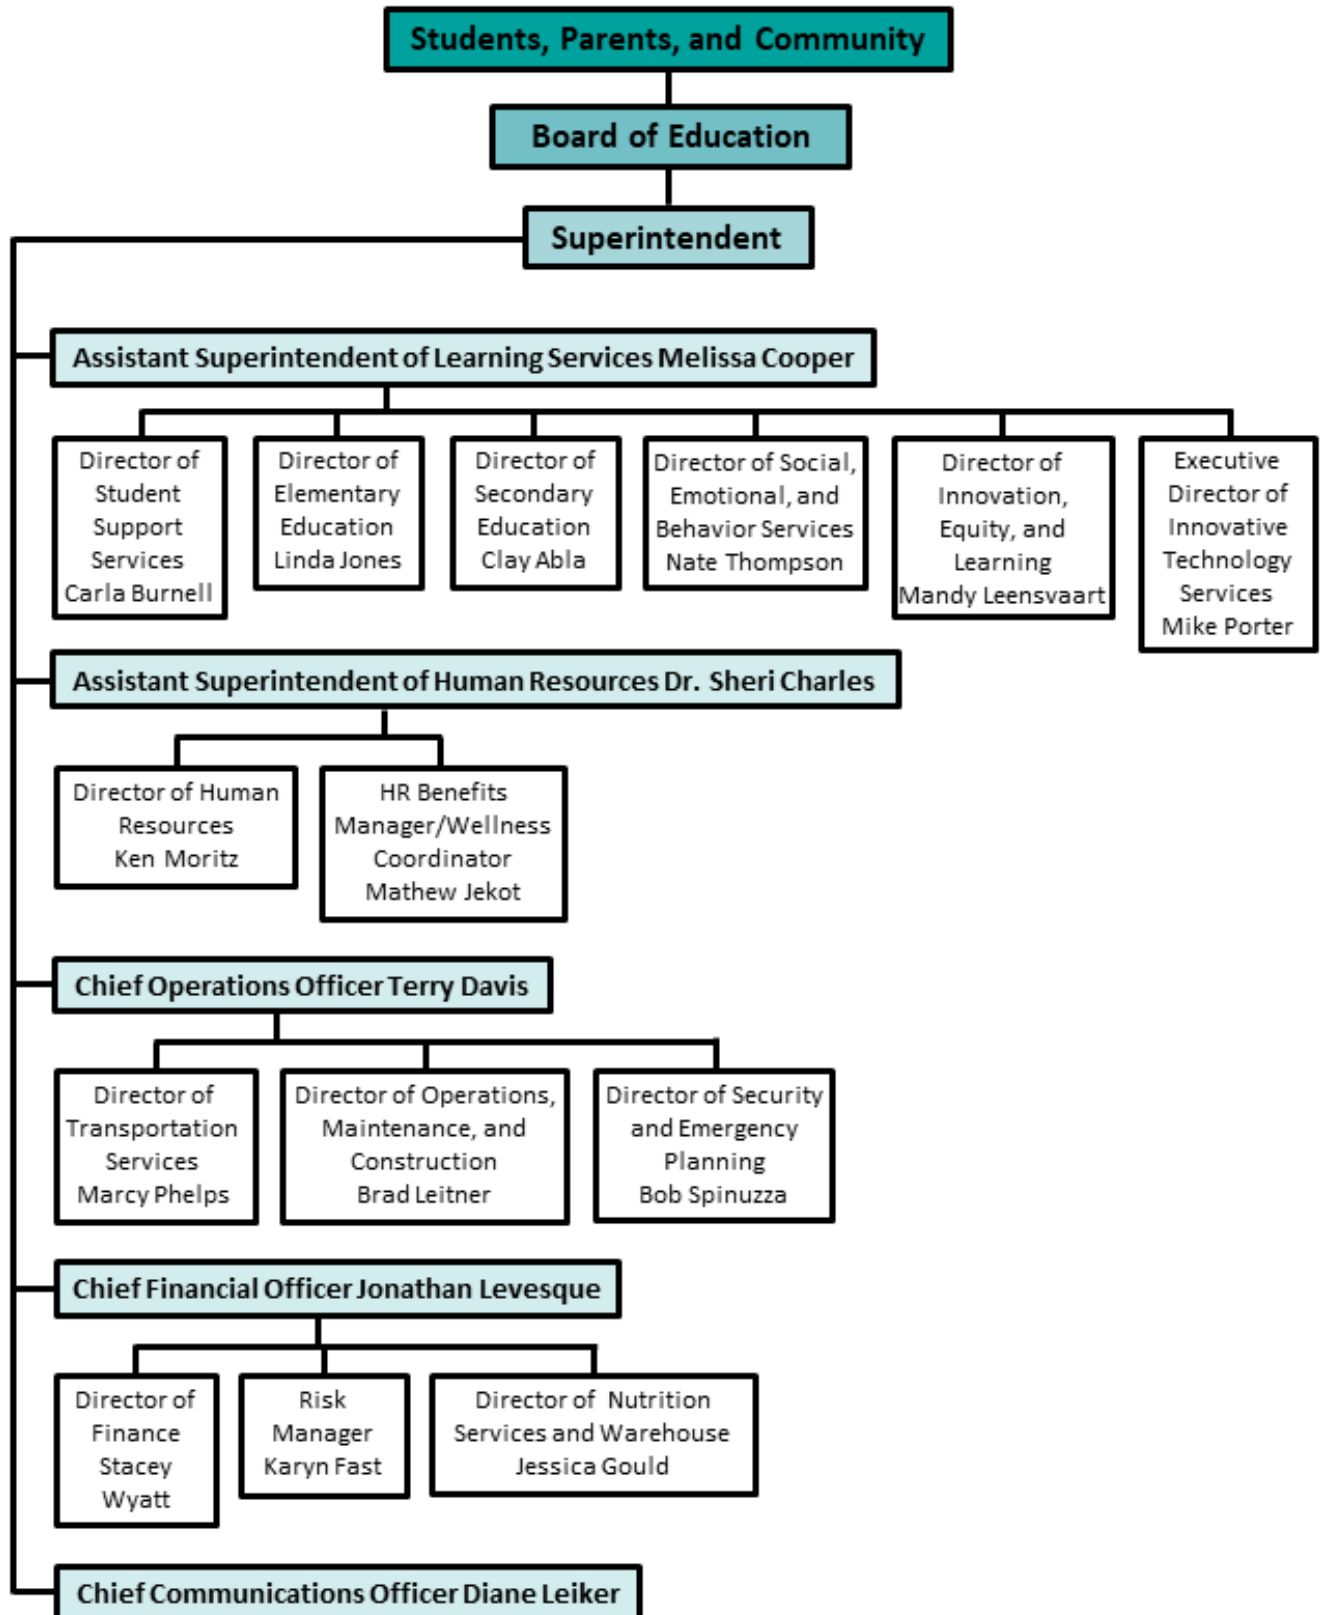 Students, Parents, and Community
Board of Education
Superintendent
Assistant Superintendent of Learning Services Melissa Cooper
Director of
Student
Support
Services
Carla Burnell
Director of
Elementary
Education
Linda Jones
Director of
Secondary
Education
Clay Abla
Director of Social,
Emotional, and
Behavior Services
Nate Thompson
Director of
Innovation,
Equity, and
Learning
Mandy Leensvaart
Executive
Director of
Innovative
Technology
Services
Mike Porter
Assistant Superintendent of Human Resources Dr. Sheri Charles
Director of Human
Resources
Ken Moritz
HR Benefits
Manager/Wellness
Coordinator
Mathew Jekot
Chief Operations Officer Terry Davis
Director of
Transportation
Services
Marcy Phelps
Director of Operations,
Maintenance, and
Construction
Brad Leitner
Director of Security
and Emergency
Planning
Bob Spinuzza
Chief Financial Officer Jonathan Levesque
Director of
Finance
Stacey
Wyatt
Risk
Manager
Karyn Fast
Director of Nutrition
Services and Warehouse
Jessica Gould
Chief Communications Officer Diane Leiker